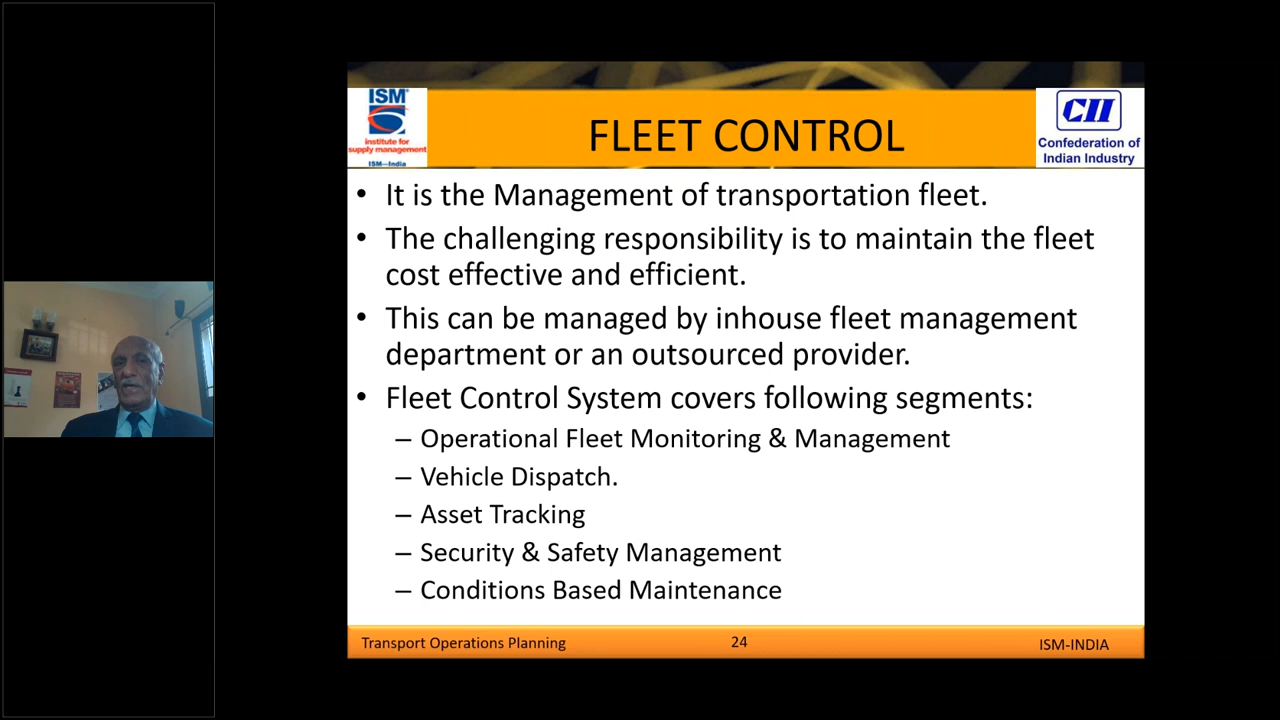 ISM
institute for
supply management
ISM—India
FLEET CONTROL
CII
Confederation of
Indian Industry
• It is the Management of transportation fleet.
• The challenging responsibility is to maintain the fleet
cost effective and efficient.
• This can be managed by inhouse fleet management
department or an outsourced provider.
• Fleet Control System covers following segments:
– Operational Fleet Monitoring & Management
– Vehicle Dispatch.
– Asset Tracking
– Security & Safety Management
– Conditions Based Maintenance
Transport Operations Planning
24
ISM-INDIA